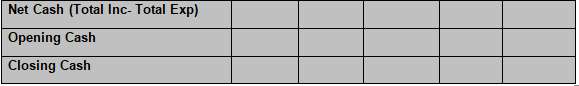 Net Cash (Total Inc- Total Exp)
Opening Cash
Closing Cash